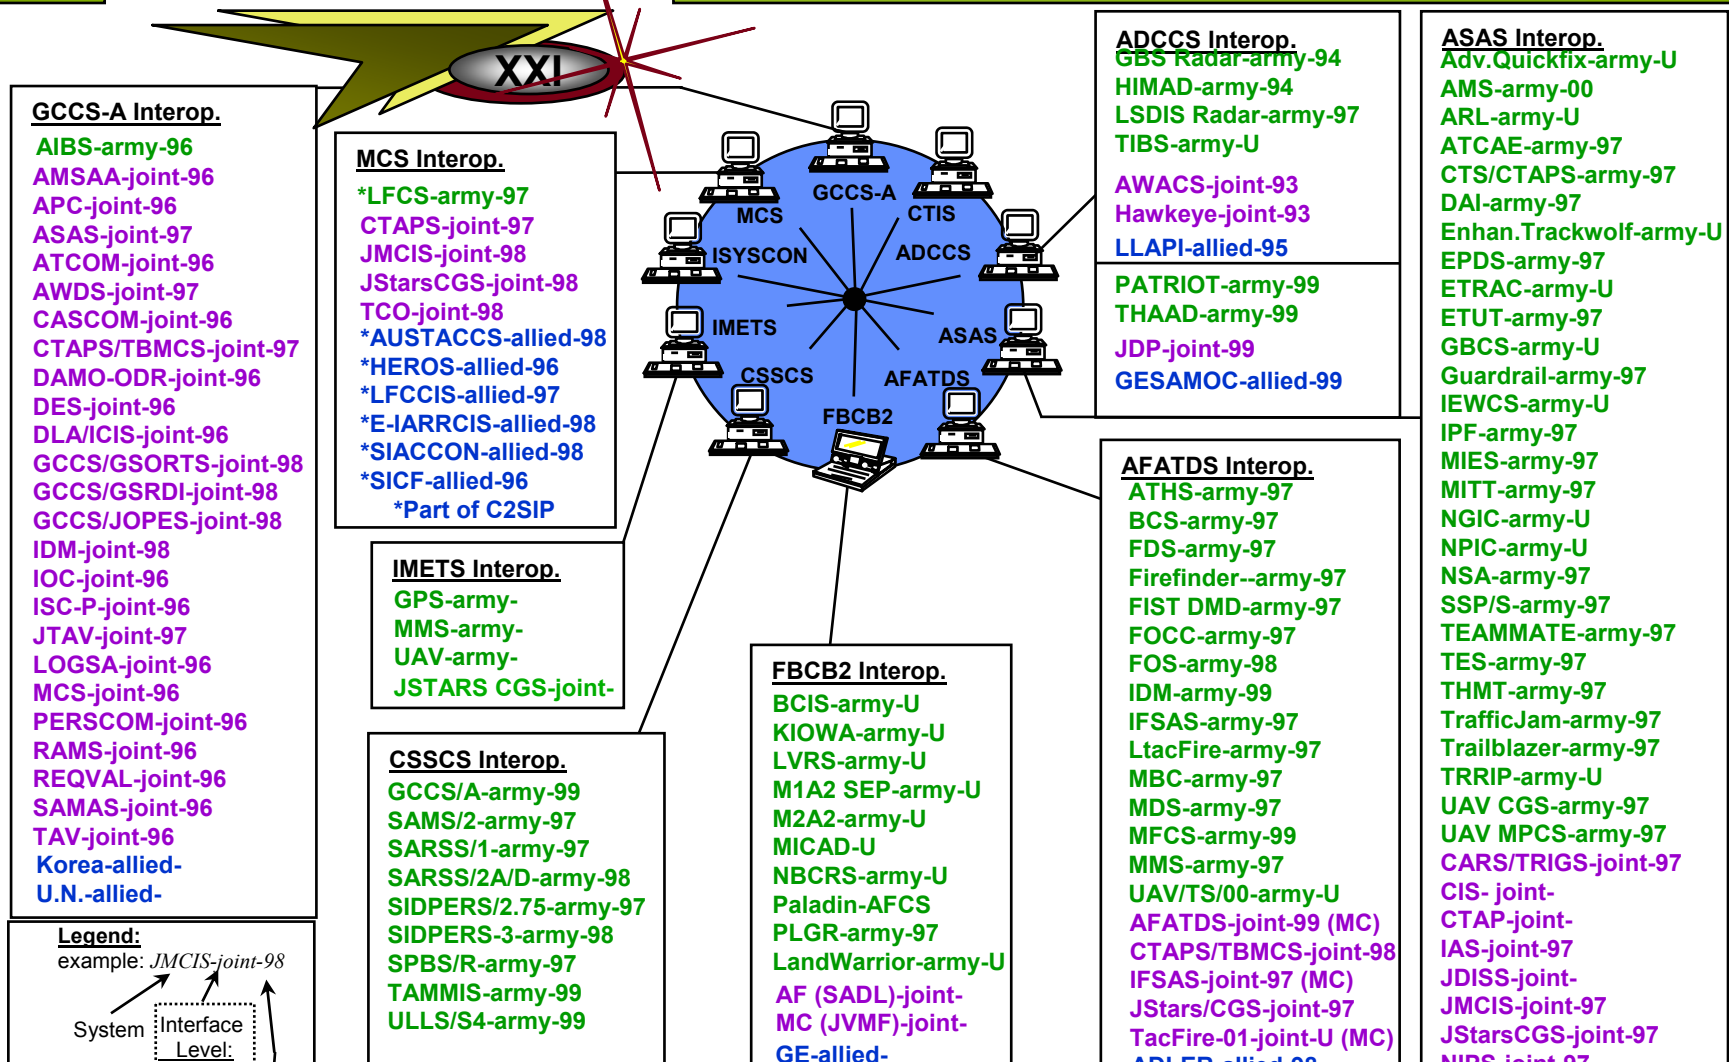 XXI
GCCS-A Interop.
AIBS-army-96
AMSAA-joint-96
APC-joint-96
ASAS-joint-97
ATCOM-joint-96
AWDS-joint-97
CASCOM-joint-96
CTAPS/TBMCS-joint-97
DAMO-ODR-joint-96
DES-joint-96
DLA/ICIS-joint-96
GCCS/GSORTS-joint-98
GCCS/GSRDI-joint-98
GCCS/JOPES-joint-98
IDM-joint-98
IOC-joint-96
ISC-P-joint-96
JTAV-joint-97
LOGSA-joint-96
MCS-joint-96
PERSCOM-joint-96
RAMS-joint-96
REQVAL-joint-96
SAMAS-joint-96
TAV-joint-96
Korea-allied-
U.N.-allied-
Legend:
example: JMCIS-joint-98
System
Interface
Level:
MCS Interop.
*LFCS-army-97
CTAPS-joint-97
JMCIS-joint-98
JStarsCGS-joint-98
TCO-joint-98
*AUSTACCS-allied-98
*HEROS-allied-96
*LFCCIS-allied-97
*E-IARRCIS-allied-98
*SIACCON-allied-98
*SICF-allied-96
*Part of C2SIP
IMETS Interop.
GPS-army-
MMS-army-
UAV-army-
JSTARS CGS-joint-
CSSCS Interop.
GCCS/A-army-99
SAMS/2-army-97
SARSS/1-army-97
SARSS/2A/D-army-98
SIDPERS/2.75-army-97
SIDPERS-3-army-98
SPBS/R-army-97
TAMMIS-army-99
ULLS/S4-army-99
GCCS-A
MCS
CTIS
ISYSCON
ADCCS
IMETS
ASAS
CSSCS
AFATDS
FBCB2
FBCB2 Interop.
BCIS-army-U
KIOWA-army-U
LVRS-army-U
M1A2 SEP-army-U
M2A2-army-U
MICAD-U
NBCRS-army-U
Paladin-AFCS
PLGR-army-97
LandWarrior-army-U
AF (SADL)-joint-
MC (JVMF)-joint-
GE-allied-
ADCCS Interop.
GBS Radar-army-94
HIMAD-army-94
LSDIS Radar-army-97
TIBS-army-U
AWACS-joint-93
Hawkeye-joint-93
LLAPI-allied-95
PATRIOT-army-99
THAAD-army-99
JDP-joint-99
GESAMOC-allied-99
AFATDS Interop.
ATHS-army-97
BCS-army-97
FDS-army-97
Firefinder--army-97
FIST DMD-army-97
FOCC-army-97
FOS-army-98
IDM-army-99
IFSAS-army-97
LtacFire-army-97
MBC-army-97
MDS-army-97
MFCS-army-99
MMS-army-97
UAV/TS/00-army-U
AFATDS-joint-99 (MC)
CTAPS/TBMCS-joint-98
IFSAS-joint-97 (MC)
JStars/CGS-joint-97
TacFire-01-joint-U (MC)
ADLER-allied-98
ASAS Interop.
Adv.Quickfix-army-U
AMS-army-00
ARL-army-U
ATCAE-army-97
CTS/CTAPS-army-97
DAI-army-97
Enhan.Trackwolf-army-U
EPDS-army-97
ETRAC-army-U
ETUT-army-97
GBCS-army-U
Guardrail-army-97
IEWCS-army-U
IPF-army-97
MIES-army-97
MITT-army-97
NGIC-army-U
NPIC-army-U
NSA-army-97
SSP/S-army-97
TEAMMATE-army-97
TES-army-97
THMT-army-97
TrafficJam-army-97
Trailblazer-army-97
TRRIP-army-U
UAV CGS-army-97
UAV MPCS-army-97
CARS/TRIGS-joint-97
CIS- joint-
CTAP-joint-
IAS-joint-97
JDISS-joint-
JMCIS-joint-97
JStarsCGS-joint-97
NIPS-joint-97